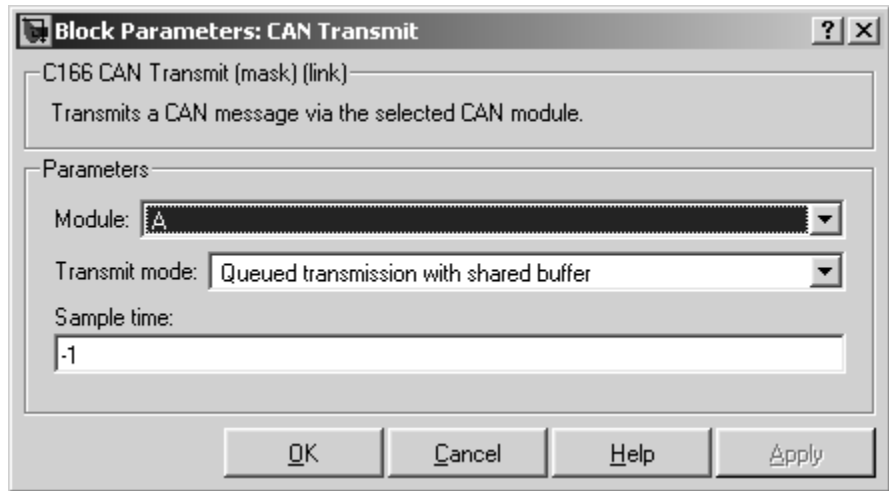 Block Parameters: CAN Transmit ? X
C166 CAN Transmit (mask) (link)
Transmits a CAN message via the selected CAN module.
Parameters
Module: A
Transmit mode: Queued transmission with shared buffer
Sample time:
-1
OK Cancel Help Apply